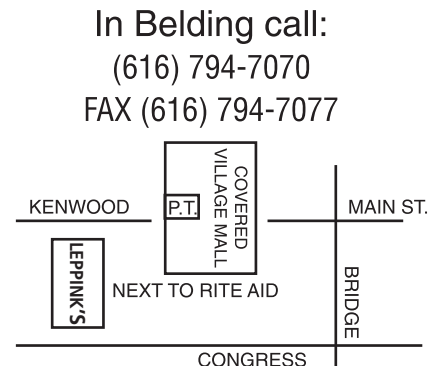 In Belding call:
(616) 794-7070
FAX (616) 794-7077
COVERED
VILLAGE MALL
KENWOOD
P.T.
MAIN ST.
LEPPINK'S
NEXT TO RITE AID
BRIDGE
CONGRESS